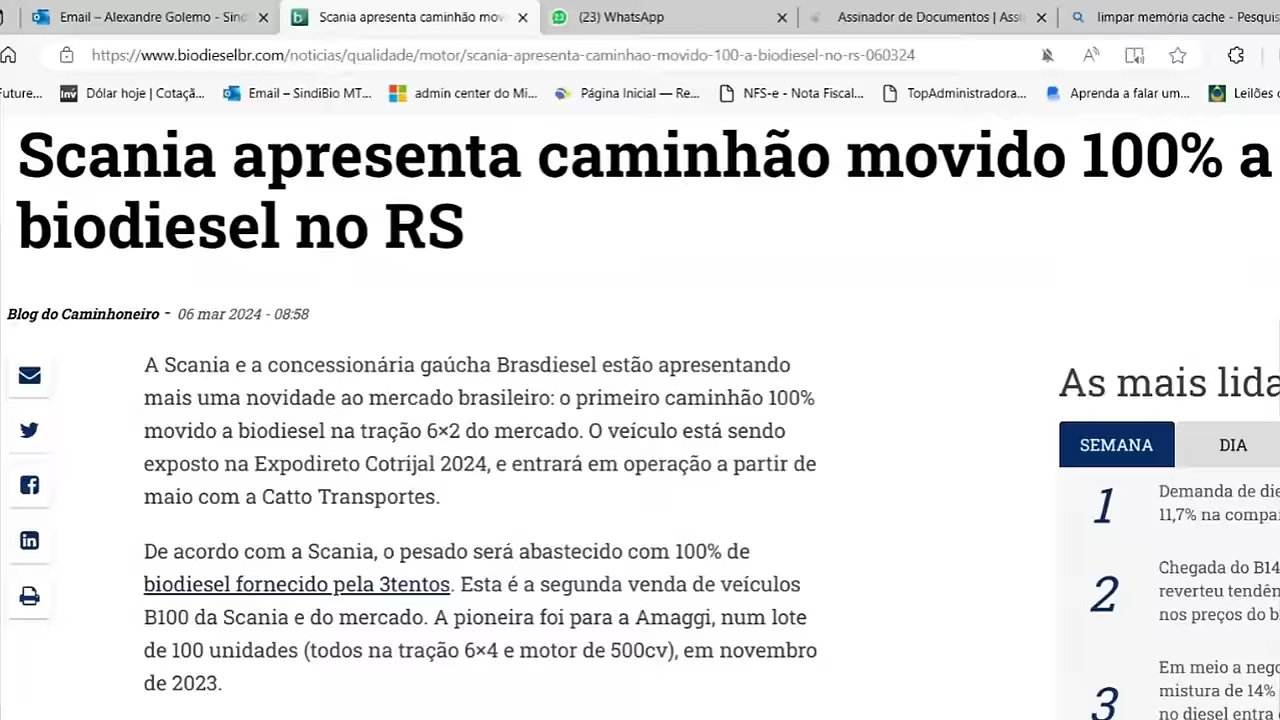 Email – Alexandre Golemo - Sind
Scania apresenta caminhão mov
(23) WhatsApp
Assinador de Documentos | Assi
limpar memória cache - Pesquis
https://www.biodieselbr.com/noticias/qualidade/motor/scania-apresenta-caminhao-movido-100-a-biodiesel-no-rs-060324
Future...
Dólar hoje | Cotaçã...
Email – SindiBio MT...
admin center do Mi...
Página Inicial — Re...
NFS-e - Nota Fiscal...
TopAdministradora...
Aprenda a falar um...
Leilões
Scania apresenta caminhão movido 100% a
biodiesel no RS
Blog do Caminhoneiro - 06 mar 2024 - 08:58
A Scania e a concessionária gaúcha Brasdiesel estão apresentando
mais uma novidade ao mercado brasileiro: o primeiro caminhão 100%
movido a biodiesel na tração 6×2 do mercado. O veículo está sendo
exposto na Expodireto Cotrijal 2024, e entrará em operação a partir de
maio com a Catto Transportes.
De acordo com a Scania, o pesado será abastecido com 100% de
biodiesel fornecido pela 3tentos. Esta é a segunda venda de veículos
B100 da Scania e do mercado. A pioneira foi para a Amaggi, num lote
de 100 unidades (todos na tração 6×4 e motor de 500cv), em novembro
de 2023.
As mais lida
SEMANA
DIA
1
Demanda de die
11,7% na compa
2
Chegada do B14
reverteu tendên
nos preços do b
3
Em meio a nego
mistura de 14%
no diesel entra